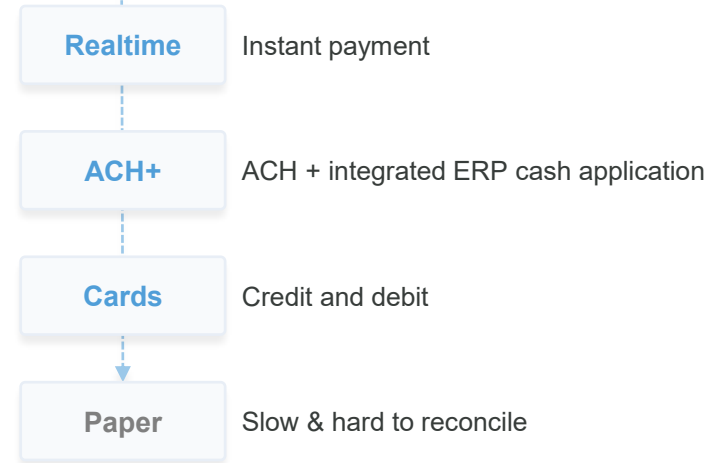 Realtime Instant payment
ACH+ ACH + integrated ERP cash application
Cards Credit and debit
Paper Slow & hard to reconcile